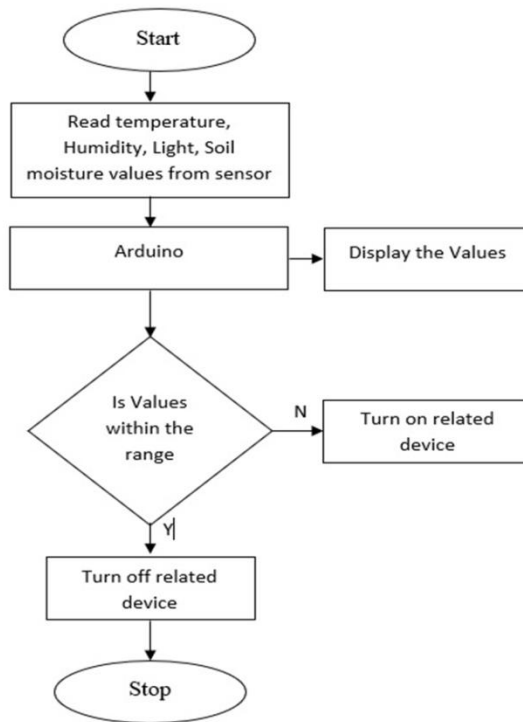 Start
Read temperature,
Humidity, Light, Soil
moisture values from sensor
Arduino
Display the Values
Is Values
within the
range
N
Turn on related
device
Y
Turn off related
device
Stop